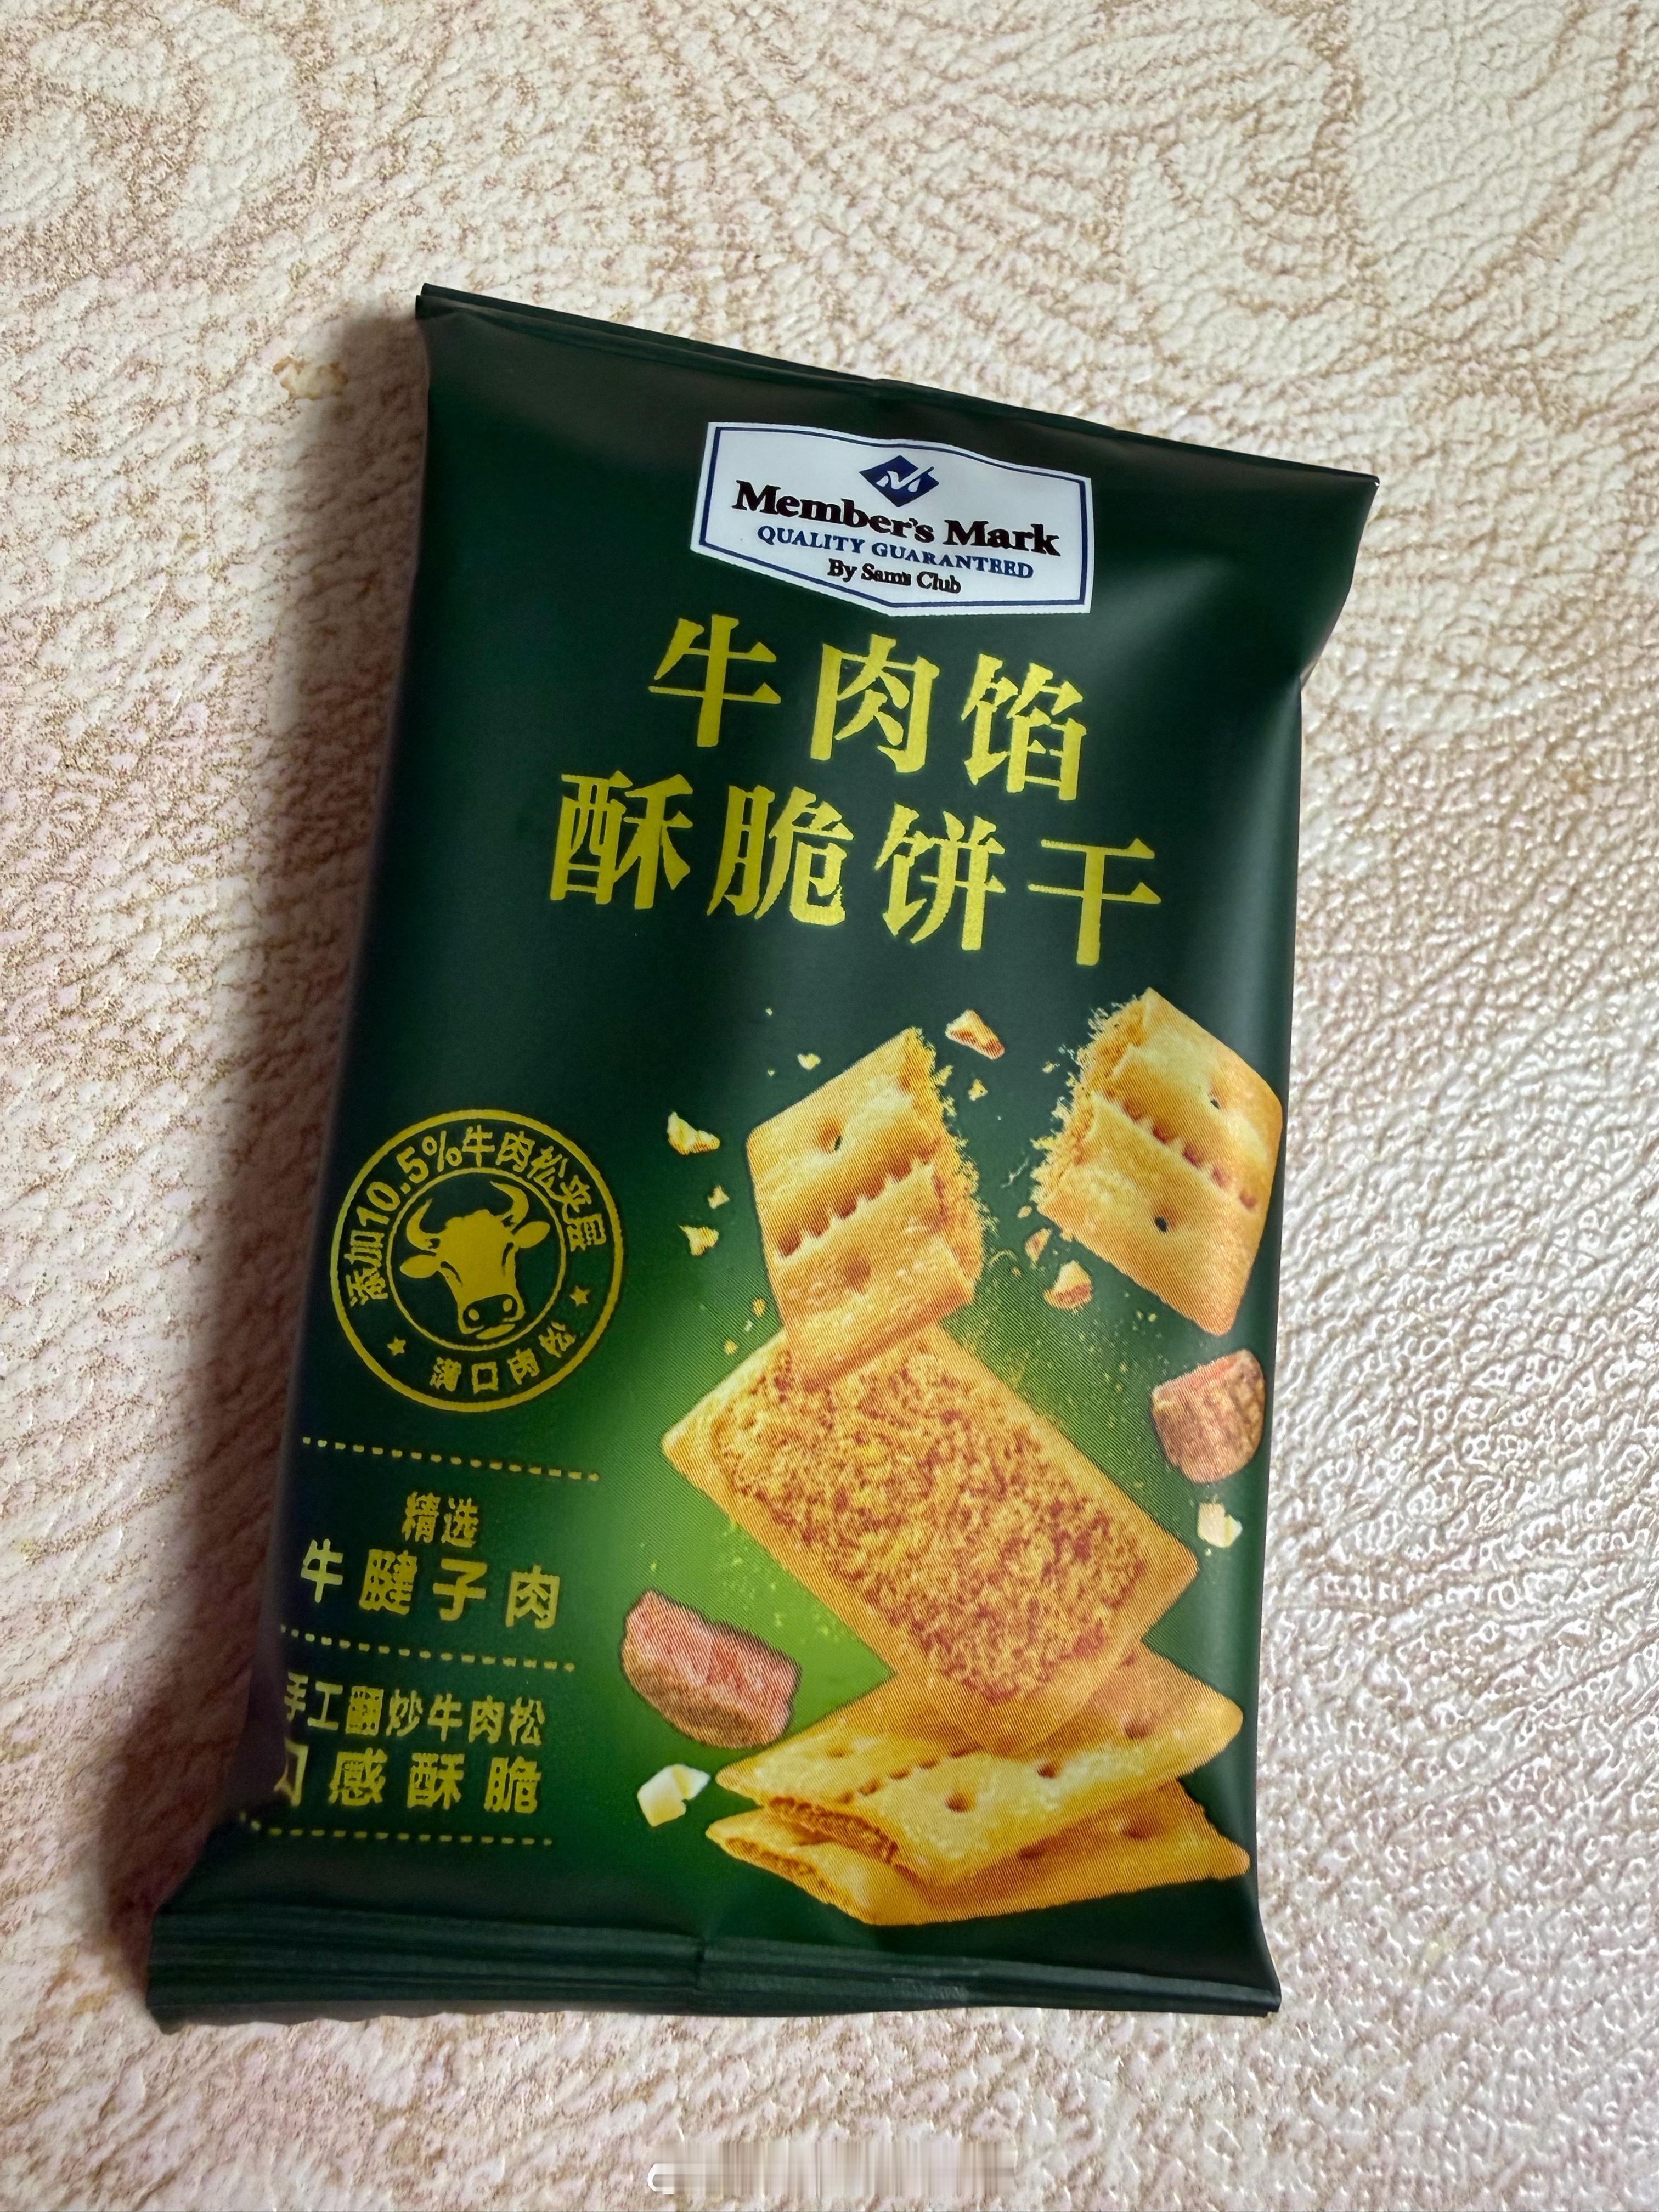 Member's Mark
QUALITY GUARANTEED
By Sam's Club
牛肉馅
酥脆饼干
添加10.5%牛肉松夹层
满口肉松
精选
牛腱子肉
手工翻炒牛肉松
口感酥脆